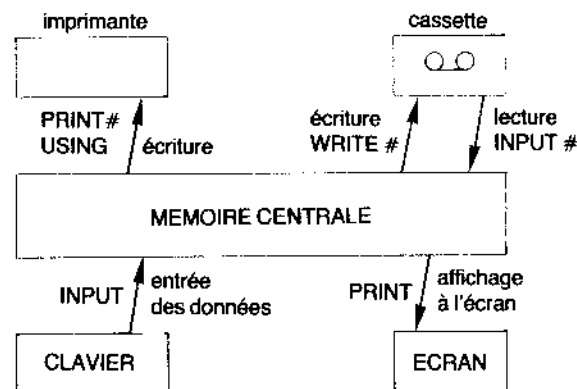 imprimante
cassette
PRINT#
USING
écriture
écriture
WRITE #
lecture
INPUT #
MEMOIRE CENTRALE
INPUT
entrée
des données
PRINT
affichage
à l'écran
CLAVIER
ECRAN